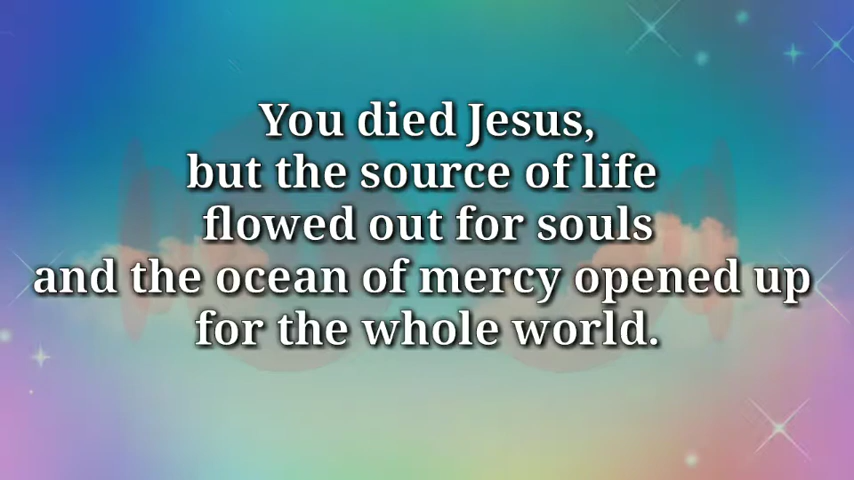 You died Jesus,
but the source of life
flowed out for souls
and the ocean of mercy opened up
for the whole world.